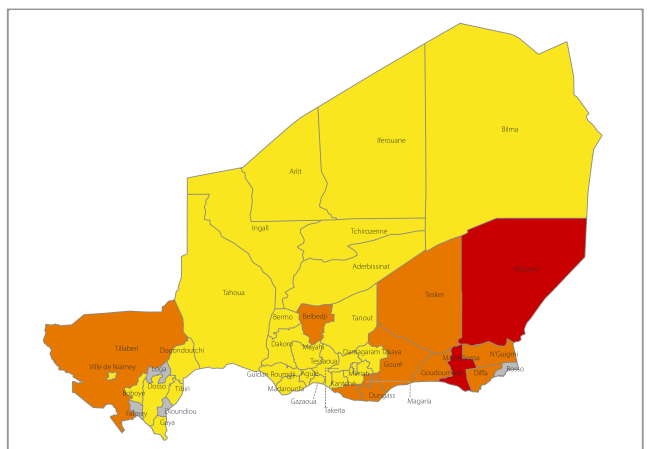 Bilma
Iferouane
Arlit
Ingall
Tchirozerine
Aderbissinat
Tahoua
Tesker
Bermo
Belbedji
Tanout
Tillaberi
Dogondoutchi
Dakoro
Mayahi
Damagaram Takaya
N'Guigmi
Ville de Niamey
Loga
Tessaoua
Gouré
Bosso
Guidan Roumdji
Aguie
Mirriah
Goudoumaria
Diffa
Dosso
Tibiri
Madarounfa
Kantche
Boboye
Dungass
Gazaoua
Magaria
Takeita
Falmey
Dioundiou
Gaya